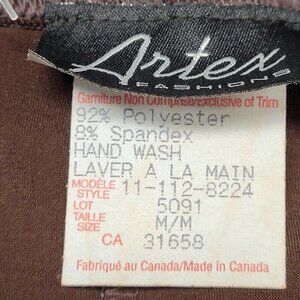 Artex
FASHIONS
Garniture Non Comprise/Exclusive of Trim
92% Polyester
8% Spandex
HAND WASH
LAVER A LA MAIN
MODÈLE STYLE 11-112-8224
LOT 5091
TAILLE SIZE M/M
CA 31658
Fabriqué au Canada/Made in Canada